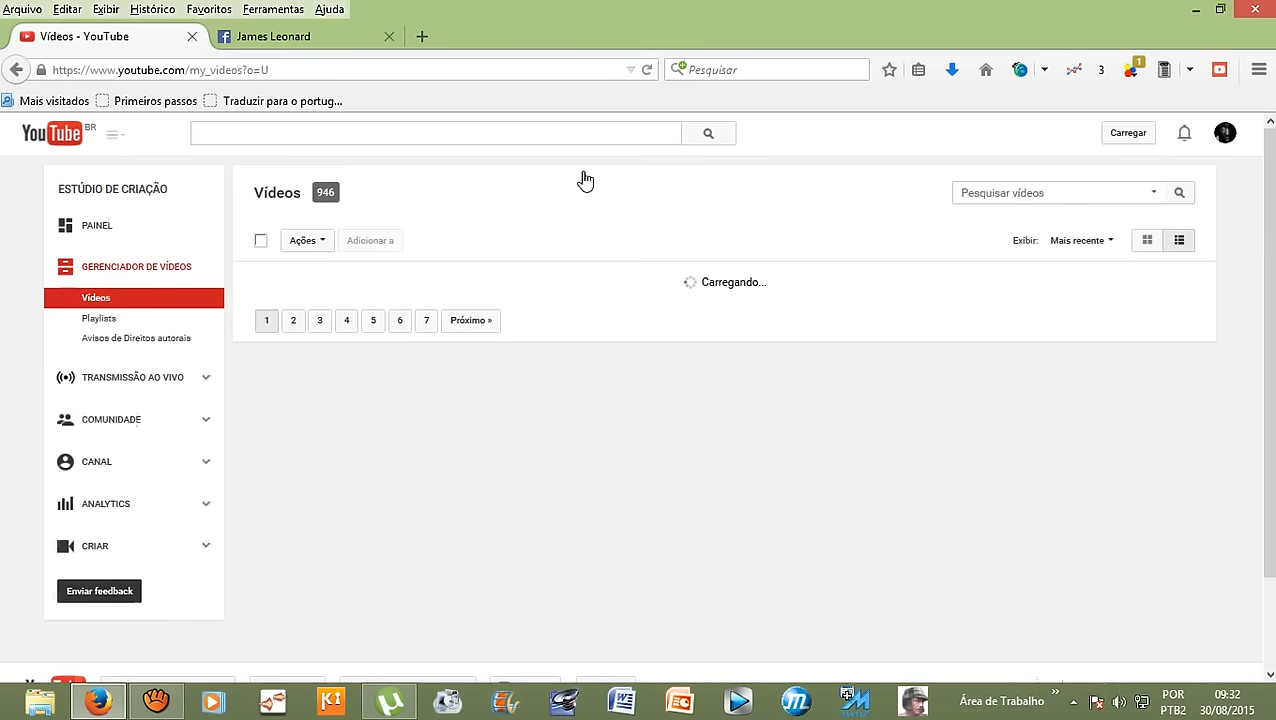 Arquivo Editar Exibir Histórico Favoritos Ferramentas Ajuda
Vídeos - YouTube
James Leonard
https://www.youtube.com/my_videos?o=U
Pesquisar
3
1
Mais visitados
Primeiros passos
Traduzir para o portug...
YouTube BR
Carregar
ESTÚDIO DE CRIAÇÃO
PAINEL
GERENCIADOR DE VÍDEOS
Vídeos
Playlists
Avisos de Direitos autorais
TRANSMISSÃO AO VIVO
COMUNIDADE
CANAL
ANALYTICS
CRIAR
Enviar feedback
Vídeos 946
Pesquisar vídeos
Ações
Adicionar a
Exibir: Mais recente
Carregando...
1 2 3 4 5 6 7 Próximo »
Ki
Área de Trabalho
POR
PTB2
09:32
30/08/2015